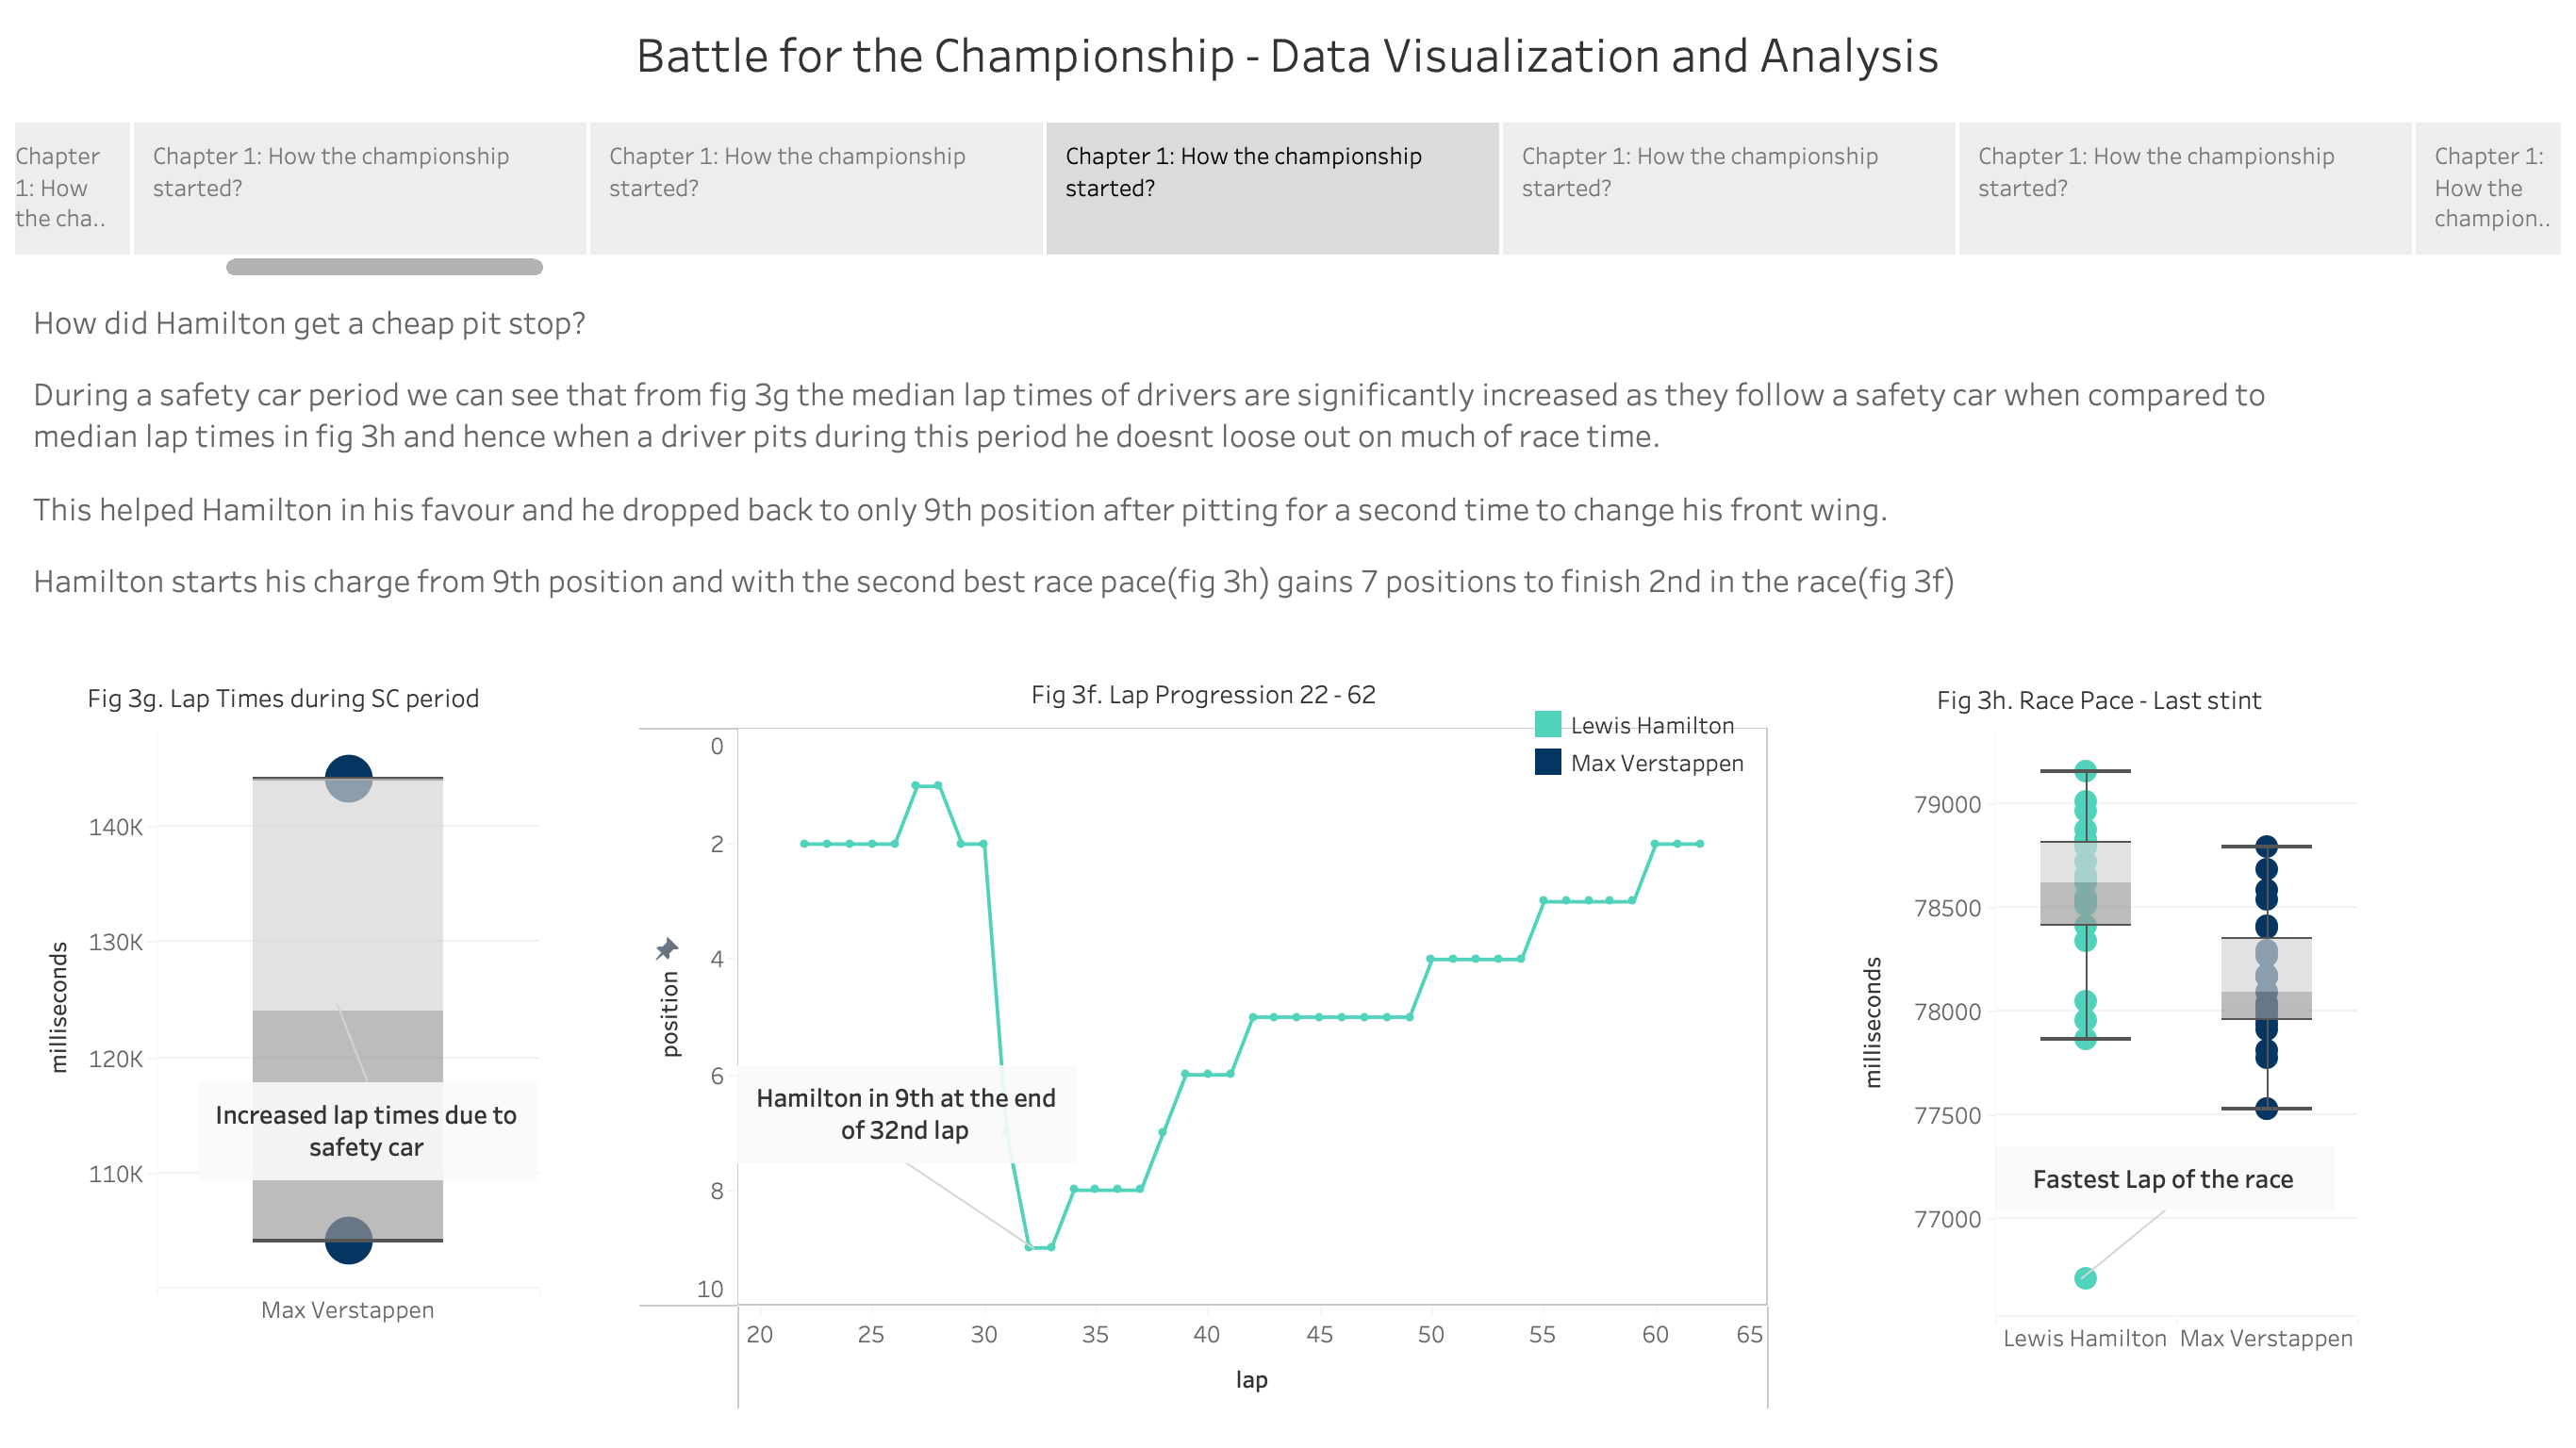 Battle for the Championship - Data Visualization and Analysis
Chapter
1: How
the cha..
Chapter 1: How the championship
started?
Chapter 1: How the championship
started?
Chapter 1: How the championship
started?
Chapter 1: How the championship
started?
Chapter 1: How the championship
started?
Chapter 1:
How the
champion..
How did Hamilton get a cheap pit stop?
During a safety car period we can see that from fig 3g the median lap times of drivers are significantly increased as they follow a safety car when compared to
median lap times in fig 3h and hence when a driver pits during this period he doesnt loose out on much of race time.
This helped Hamilton in his favour and he dropped back to only 9th position after pitting for a second time to change his front wing.
Hamilton starts his charge from 9th position and with the second best race pace(fig 3h) gains 7 positions to finish 2nd in the race(fig 3f)
Fig 3g. Lap Times during SC period
milliseconds
140K
130K
120K
110K
Increased lap times due to
safety car
Max Verstappen
Fig 3f. Lap Progression 22 - 62
Lewis Hamilton
Max Verstappen
position
0
2
4
6
8
10
Hamilton in 9th at the end
of 32nd lap
20 25 30 35 40 45 50 55 60 65
lap
Fig 3h. Race Pace - Last stint
milliseconds
79000
78500
78000
77500
77000
Fastest Lap of the race
Lewis Hamilton Max Verstappen